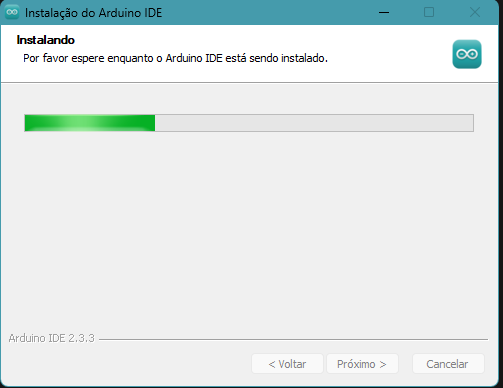 Instalação do Arduino IDE
Instalando
Por favor espere enquanto o Arduino IDE está sendo instalado.
Arduino IDE 2.3.3
< Voltar
Próximo >
Cancelar